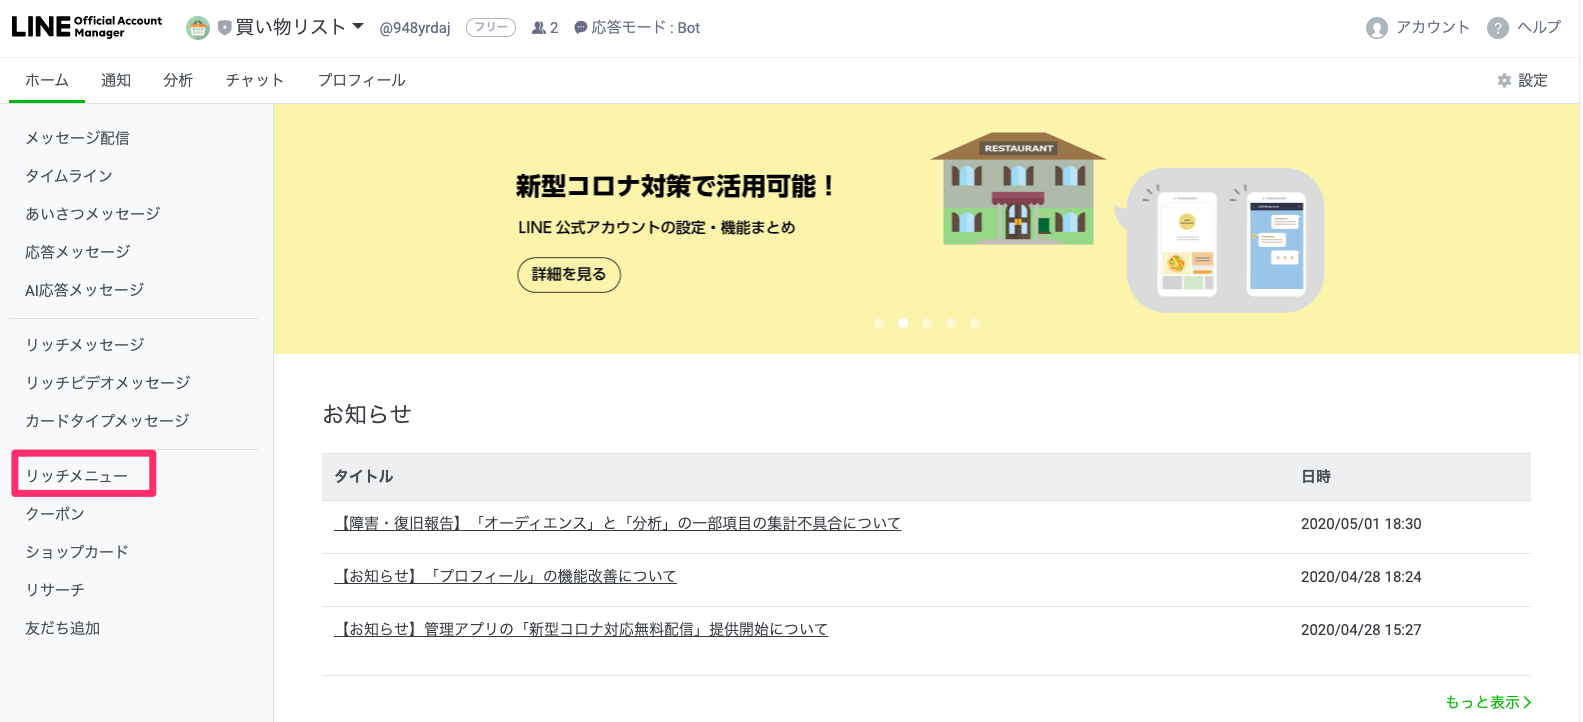 LINE Official Account Manager
買い物リスト @948yrdaj フリー 2 応答モード : Bot
アカウント ? ヘルプ
ホーム 通知 分析 チャット プロフィール 設定
メッセージ配信
タイムライン
あいさつメッセージ
応答メッセージ
AI応答メッセージ
リッチメッセージ
リッチビデオメッセージ
カードタイプメッセージ
リッチメニュー
クーポン
ショップカード
リサーチ
友だち追加
新型コロナ対策で活用可能！
LINE 公式アカウントの設定・機能まとめ
詳細を見る
RESTAURANT
お知らせ
タイトル 日時
【障害・復旧報告】「オーディエンス」と「分析」の一部項目の集計不具合について 2020/05/01 18:30
【お知らせ】「プロフィール」の機能改善について 2020/04/28 18:24
【お知らせ】管理アプリの「新型コロナ対応無料配信」提供開始について 2020/04/28 15:27
もっと表示